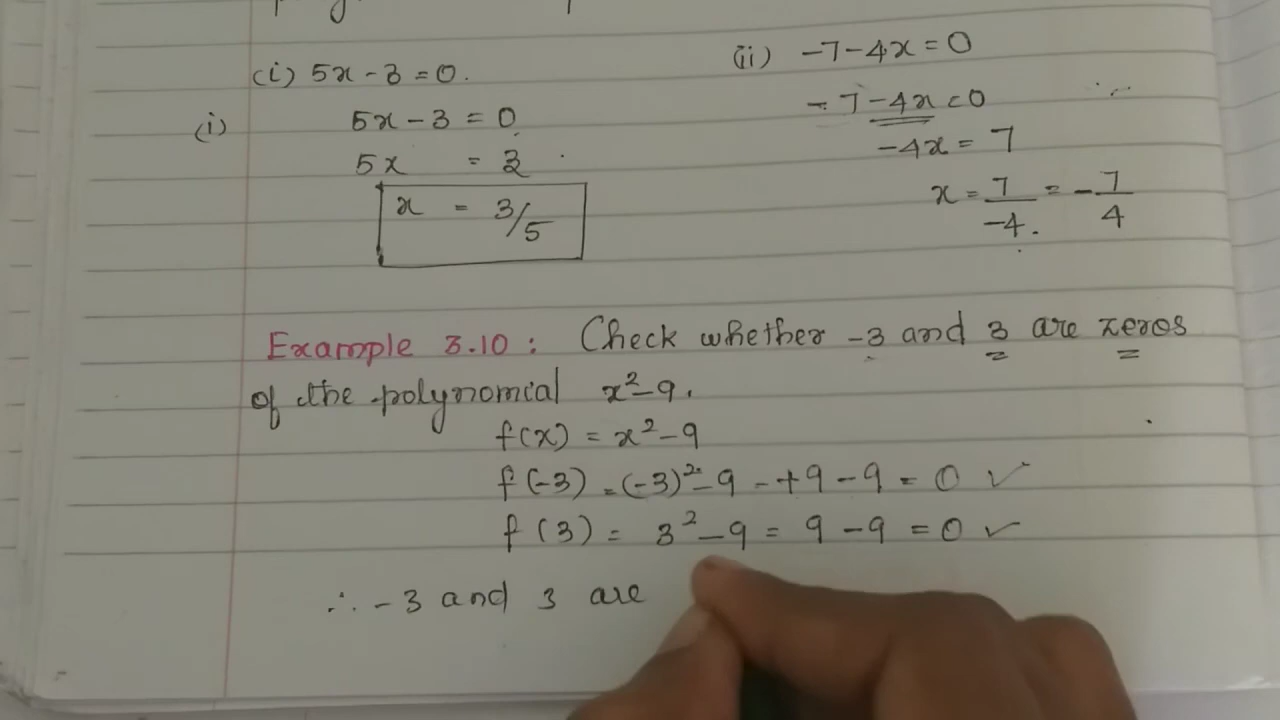 (i) 5x - 3 = 0.
(ii) -7-4x = 0
(i) 5x - 3 = 0
5x = 3
x = 3/5
-7-4x = 0
-4x = 7
x = 7/-4. = -7/4
Example 3.10 : Check whether -3 and 3 are zeros
of the polynomial x²-9.
f(x) = x²-9
f(-3) = (-3)²-9 = +9-9 = 0 ✓
f(3) = 3²-9 = 9-9 = 0 ✓
∴ -3 and 3 are